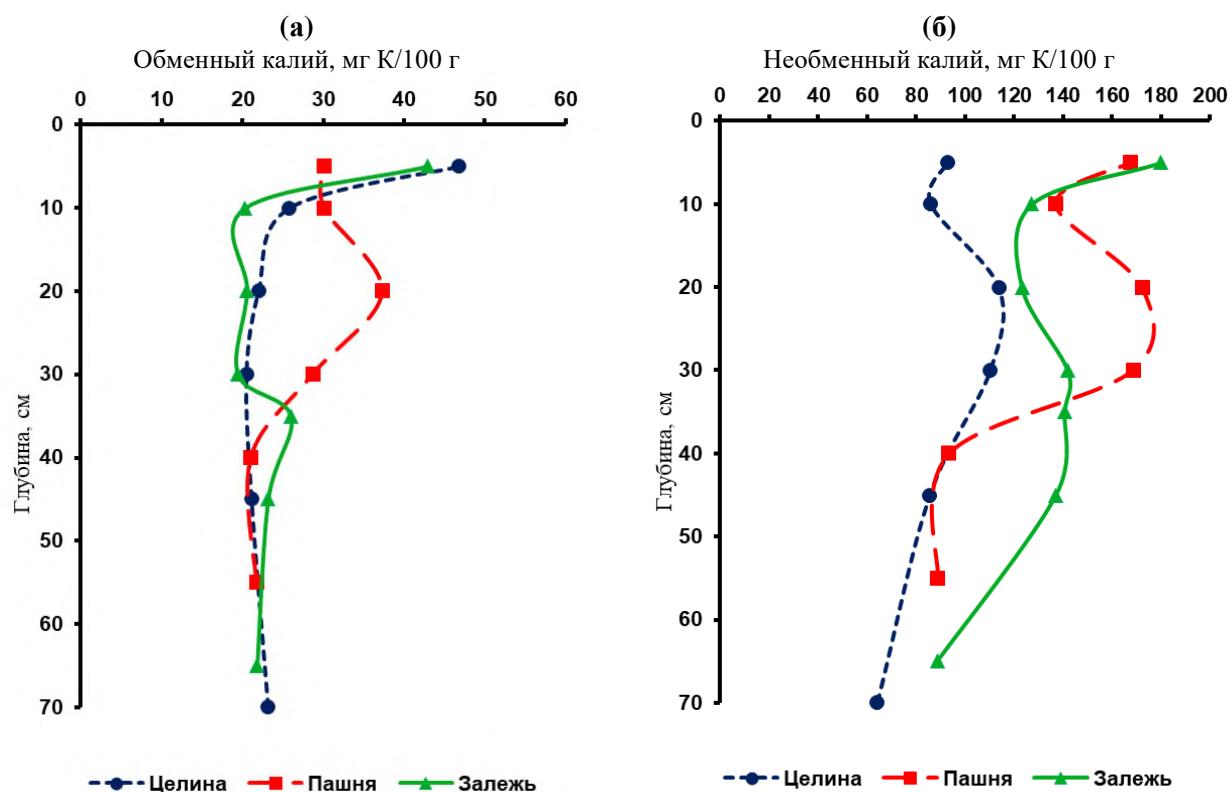 (а)
Обменный калий, мг К/100 г
0 10 20 30 40 50 60
0
10
20
30
40
50
60
70
Глубина, см
Целина Пашня Залежь
(б)
Необменный калий, мг К/100 г
0 20 40 60 80 100 120 140 160 180 200
0
10
20
30
40
50
60
70
Глубина, см
Целина Пашня Залежь